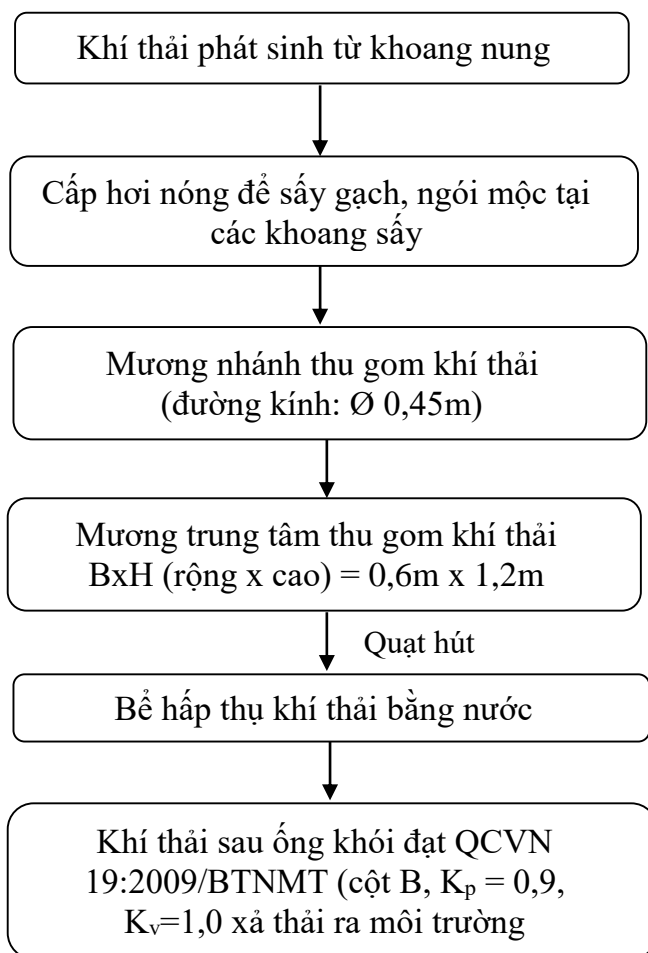 Khí thải phát sinh từ khoang nung
Cấp hơi nóng để sấy gạch, ngói mộc tại
các khoang sấy
Mương nhánh thu gom khí thải
(đường kính: Ø 0,45m)
Mương trung tâm thu gom khí thải
BxH (rộng x cao) = 0,6m x 1,2m
Quạt hút
Bể hấp thụ khí thải bằng nước
Khí thải sau ống khói đạt QCVN
19:2009/BTNMT (cột B, Kp = 0,9,
Kv=1,0 xả thải ra môi trường